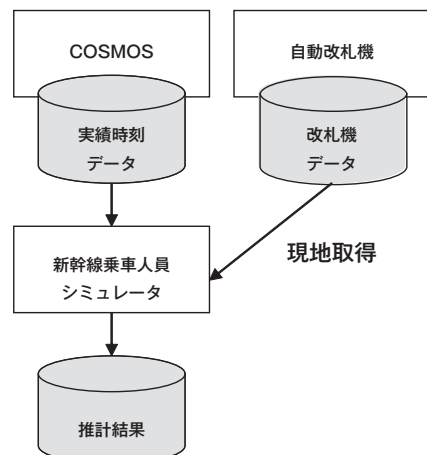 COSMOS
自動改札機
実績時刻
データ
改札機
データ
新幹線乗車人員
シミュレータ
現地取得
推計結果